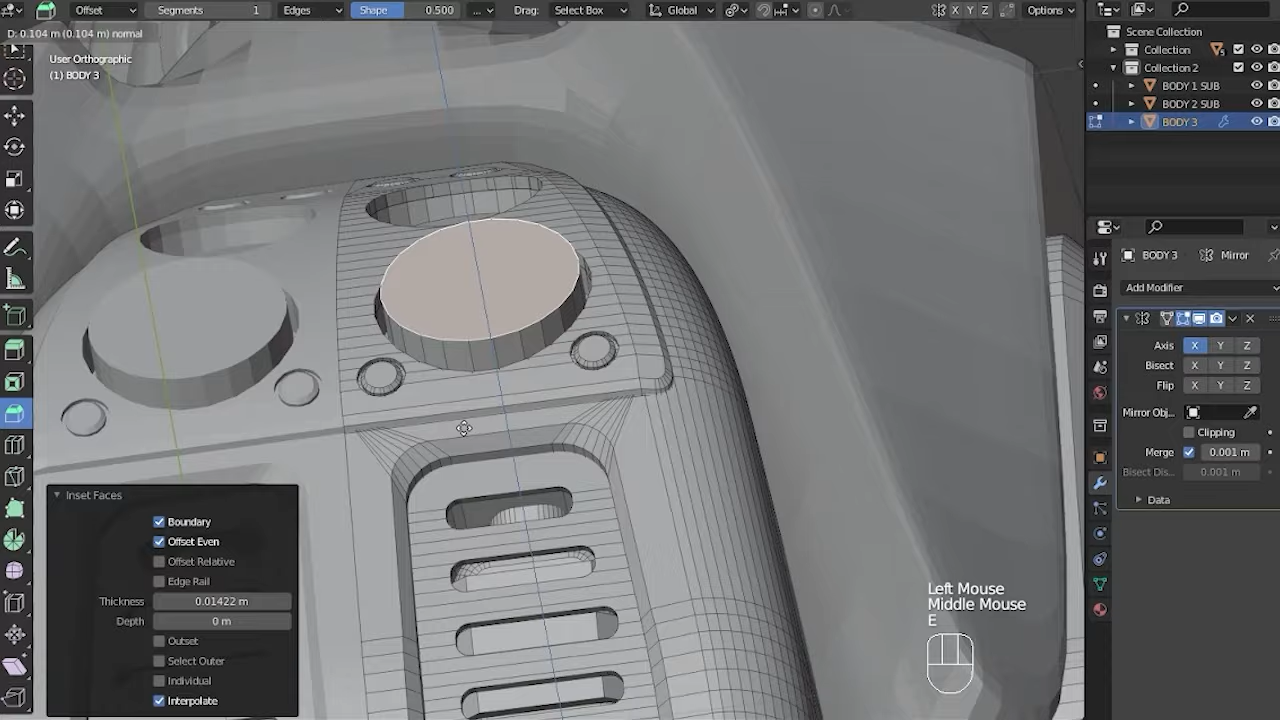 Offset Segments 1 Edges Shape 0.500 ... Drag: Select Box Global X Y Z Options
D: 0.104 m (0.104 m) normal
User Orthographic
(1) BODY 3
Scene Collection
Collection 5
Collection 2
BODY 1 SUB
BODY 2 SUB
BODY 3
BODY 3 Mirror
Add Modifier
Axis X Y Z
Bisect X Y Z
Flip X Y Z
Mirror Obj...
Clipping
Merge 0.001 m
Bisect Dis... 0.001 m
Data
Inset Faces
Boundary
Offset Even
Offset Relative
Edge Rail
Thickness 0.01422 m
Depth 0 m
Outset
Select Outer
Individual
Interpolate
Left Mouse
Middle Mouse
E